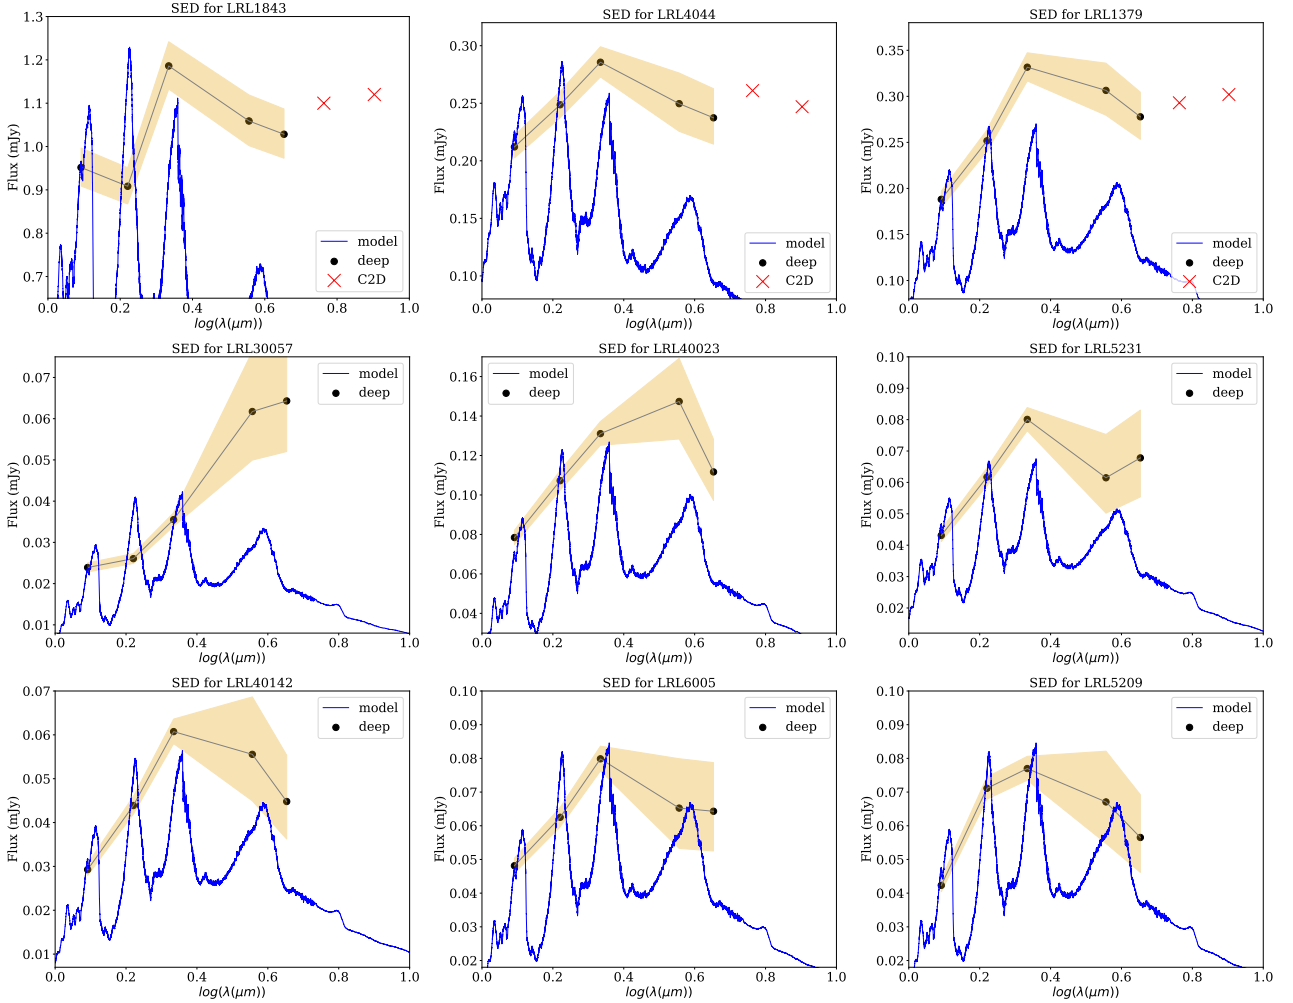 SED for LRL1843
1.3
1.2
1.1
1.0
0.9
0.8
0.7
Flux (mJy)
model
deep
C2D
0.0 0.2 0.4 0.6 0.8 1.0
log(λ(μm))
SED for LRL4044
0.30
0.25
0.20
0.15
0.10
Flux (mJy)
model
deep
C2D
0.0 0.2 0.4 0.6 0.8 1.0
log(λ(μm))
SED for LRL1379
0.35
0.30
0.25
0.20
0.15
0.10
Flux (mJy)
model
deep
C2D
0.0 0.2 0.4 0.6 0.8 1.0
log(λ(μm))
SED for LRL30057
0.07
0.06
0.05
0.04
0.03
0.02
0.01
Flux (mJy)
model
deep
0.0 0.2 0.4 0.6 0.8 1.0
log(λ(μm))
SED for LRL40023
0.16
0.14
0.12
0.10
0.08
0.06
0.04
Flux (mJy)
model
deep
0.0 0.2 0.4 0.6 0.8 1.0
log(λ(μm))
SED for LRL5231
0.10
0.09
0.08
0.07
0.06
0.05
0.04
0.03
0.02
Flux (mJy)
model
deep
0.0 0.2 0.4 0.6 0.8 1.0
log(λ(μm))
SED for LRL40142
0.07
0.06
0.05
0.04
0.03
0.02
0.01
Flux (mJy)
model
deep
0.0 0.2 0.4 0.6 0.8 1.0
log(λ(μm))
SED for LRL6005
0.10
0.09
0.08
0.07
0.06
0.05
0.04
0.03
0.02
Flux (mJy)
model
deep
0.0 0.2 0.4 0.6 0.8 1.0
log(λ(μm))
SED for LRL5209
0.10
0.09
0.08
0.07
0.06
0.05
0.04
0.03
0.02
Flux (mJy)
model
deep
0.0 0.2 0.4 0.6 0.8 1.0
log(λ(μm))